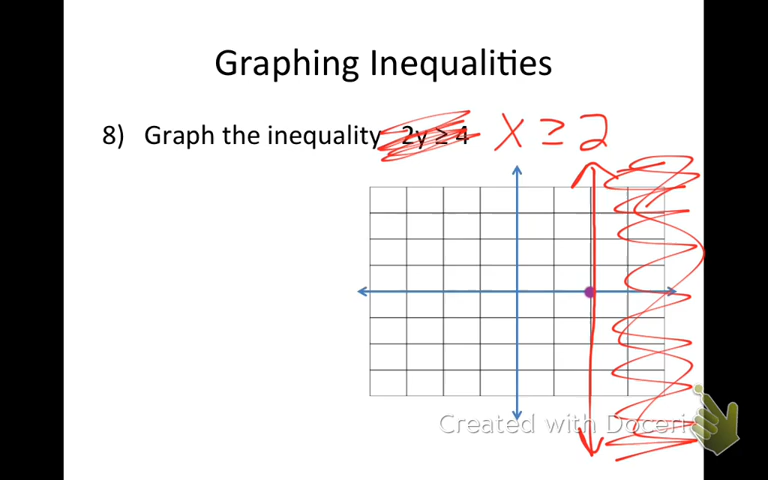 Graphing Inequalities
8) Graph the inequality 2y ≥ 4 x ≥ 2
Created with Doceri